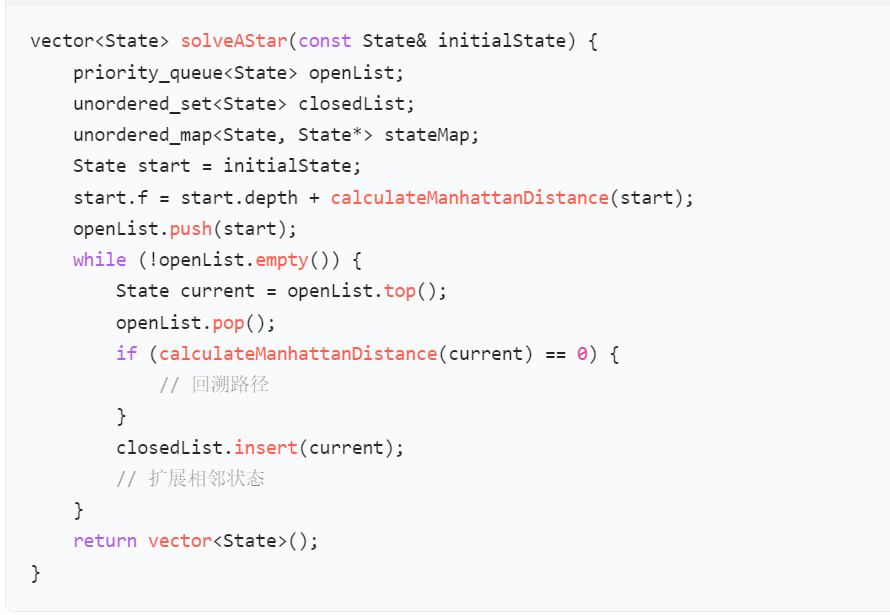 vector<State> solveAStar(const State& initialState) {
    priority_queue<State> openList;
    unordered_set<State> closedList;
    unordered_map<State, State*> stateMap;
    State start = initialState;
    start.f = start.depth + calculateManhattanDistance(start);
    openList.push(start);
    while (!openList.empty()) {
        State current = openList.top();
        openList.pop();
        if (calculateManhattanDistance(current) == 0) {
            // 回溯路径
        }
        closedList.insert(current);
        // 扩展相邻状态
    }
    return vector<State>();
}